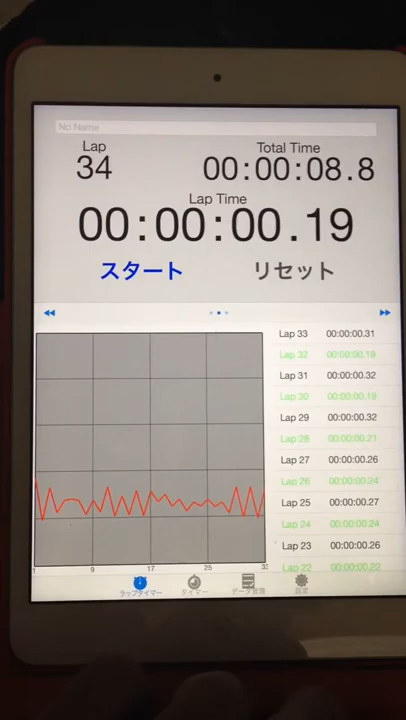 No Name
Lap
Total Time
34
00:00:08.8
Lap Time
00:00:00.19
スタート
リセット
Lap 33 00:00:00.31
Lap 32 00:00:00.19
Lap 31 00:00:00.32
Lap 30 00:00:00.19
Lap 29 00:00:00.32
Lap 28 00:00:00.21
Lap 27 00:00:00.26
Lap 26 00:00:00.24
Lap 25 00:00:00.27
Lap 24 00:00:00.24
Lap 23 00:00:00.26
Lap 22 00:00:00.22
1 9 17 25 33
ラップタイマー タイマー データ管理 設定